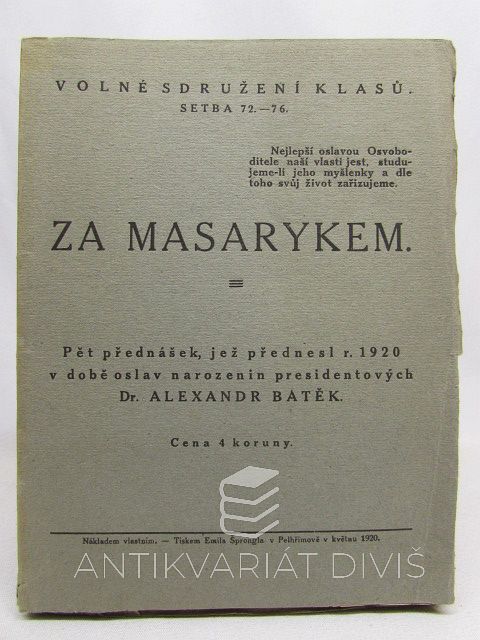 VOLNÉ SDRUŽENÍ KLASŮ.
SETBA 72.—76.
Nejlepší oslavou Osvobo-
ditele naší vlasti jest, studu-
jeme-li jeho myšlenky a dle
toho svůj život zařizujeme.
ZA MASARYKEM.
Pět přednášek, jež přednesl r. 1920
v době oslav narozenin presidentových
Dr. ALEXANDR BATĚK.
Cena 4 koruny.
Nákladem vlastním. — Tiskem Emila Šprongla v Pelhřimově v květnu 1920.
ANTIKVARIÁT DIVIŠ